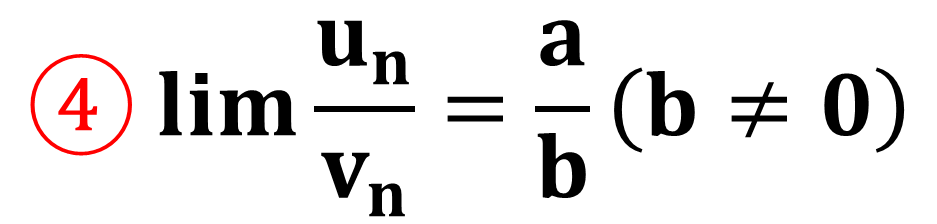 ④ lim uₙ/vₙ = a/b (b ≠ 0)